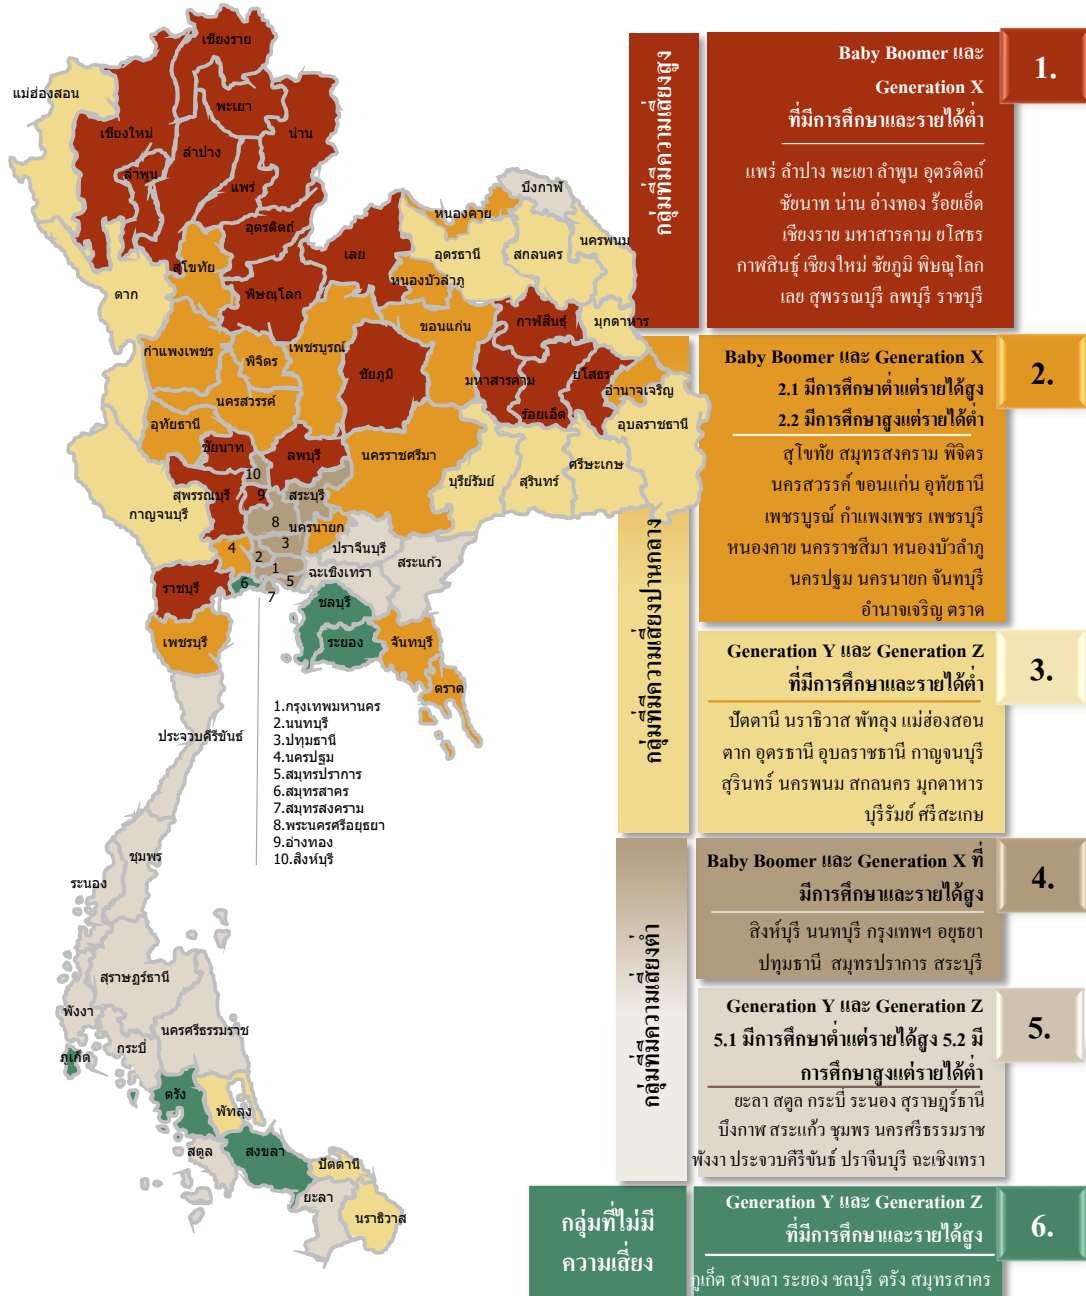 เชียงราย
แม่ฮ่องสอน
พะเยา
เชียงใหม่
น่าน
ลำปาง
ลำพูน
แพร่
อุตรดิตถ์
บึงกาฬ
หนองคาย
เลย
อุดรธานี
สกลนคร
นครพนม
สุโขทัย
ตาก
พิษณุโลก
หนองบัวลำภู
ขอนแก่น
กาฬสินธุ์
มุกดาหาร
กำแพงเพชร
พิจิตร
เพชรบูรณ์
ชัยภูมิ
มหาสารคาม
ยโสธร
อำนาจเจริญ
ร้อยเอ็ด
อุบลราชธานี
นครสวรรค์
อุทัยธานี
ชัยนาท
ลพบุรี
นครราชศรีมา
บุรีย์รัมย์
สุรินทร์
ศรีษะเกษ
10
สุพรรณบุรี
9
สระบุรี
กาญจนบุรี
8
นครนายก
4
3
2
1
5
6
7
ปราจีนบุรี
สระแก้ว
ฉะเชิงเทรา
ราชบุรี
ชลบุรี
ระยอง
เพชรบุรี
จันทบุรี
ตราด
ประจวบคีรีขันธ์
1.กรุงเทพมหานคร
2.นนทบุรี
3.ปทุมธานี
4.นครปฐม
5.สมุทรปราการ
6.สมุทรสาคร
7.สมุทรสงคราม
8.พระนครศรีอยุธยา
9.อ่างทอง
10.สิงห์บุรี
ชุมพร
ระนอง
สุราษฎร์ธานี
พังงา
นครศรีธรรมราช
กระบี่
ภูเก็ต
ตรัง
พัทลุง
สตูล
สงขลา
ปัตตานี
ยะลา
นราธิวาส
กลุ่มที่มีความเสี่ยงสูง
Baby Boomer และ
Generation X
ที่มีการศึกษาและรายได้ต่ำ
1.
แพร่ ลำปาง พะเยา ลำพูน อุตรดิตถ์
ชัยนาท น่าน อ่างทอง ร้อยเอ็ด
เชียงราย มหาสารคาม ยโสธร
กาฬสินธุ์ เชียงใหม่ ชัยภูมิ พิษณุโลก
เลย สุพรรณบุรี ลพบุรี ราชบุรี
กลุ่มที่มีความเสี่ยงปานกลาง
Baby Boomer และ Generation X
2.1 มีการศึกษาต่ำแต่รายได้สูง
2.2 มีการศึกษาสูงแต่รายได้ต่ำ
2.
สุโขทัย สมุทรสงคราม พิจิตร
นครสวรรค์ ขอนแก่น อุทัยธานี
เพชรบูรณ์ กำแพงเพชร เพชรบุรี
หนองคาย นครราชสีมา หนองบัวลำภู
นครปฐม นครนายก จันทบุรี
อำนาจเจริญ ตราด
Generation Y และ Generation Z
ที่มีการศึกษาและรายได้ต่ำ
3.
ปัตตานี นราธิวาส พัทลุง แม่ฮ่องสอน
ตาก อุดรธานี อุบลราชธานี กาญจนบุรี
สุรินทร์ นครพนม สกลนคร มุกดาหาร
บุรีรัมย์ ศรีสะเกษ
กลุ่มที่มีความเสี่ยงต่ำ
Baby Boomer และ Generation X ที่
มีการศึกษาและรายได้สูง
4.
สิงห์บุรี นนทบุรี กรุงเทพฯ อยุธยา
ปทุมธานี สมุทรปราการ สระบุรี
Generation Y และ Generation Z
5.1 มีการศึกษาต่ำแต่รายได้สูง 5.2 มี
การศึกษาสูงแต่รายได้ต่ำ
5.
ยะลา สตูล กระบี่ ระนอง สุราษฎร์ธานี
บึงกาฬ สระแก้ว ชุมพร นครศรีธรรมราช
พังงา ประจวบคีรีขันธ์ ปราจีนบุรี ฉะเชิงเทรา
กลุ่มที่ไม่มี
ความเสี่ยง
Generation Y และ Generation Z
ที่มีการศึกษาและรายได้สูง
6.
ภูเก็ต สงขลา ระยอง ชลบุรี ตรัง สมุทรสาคร